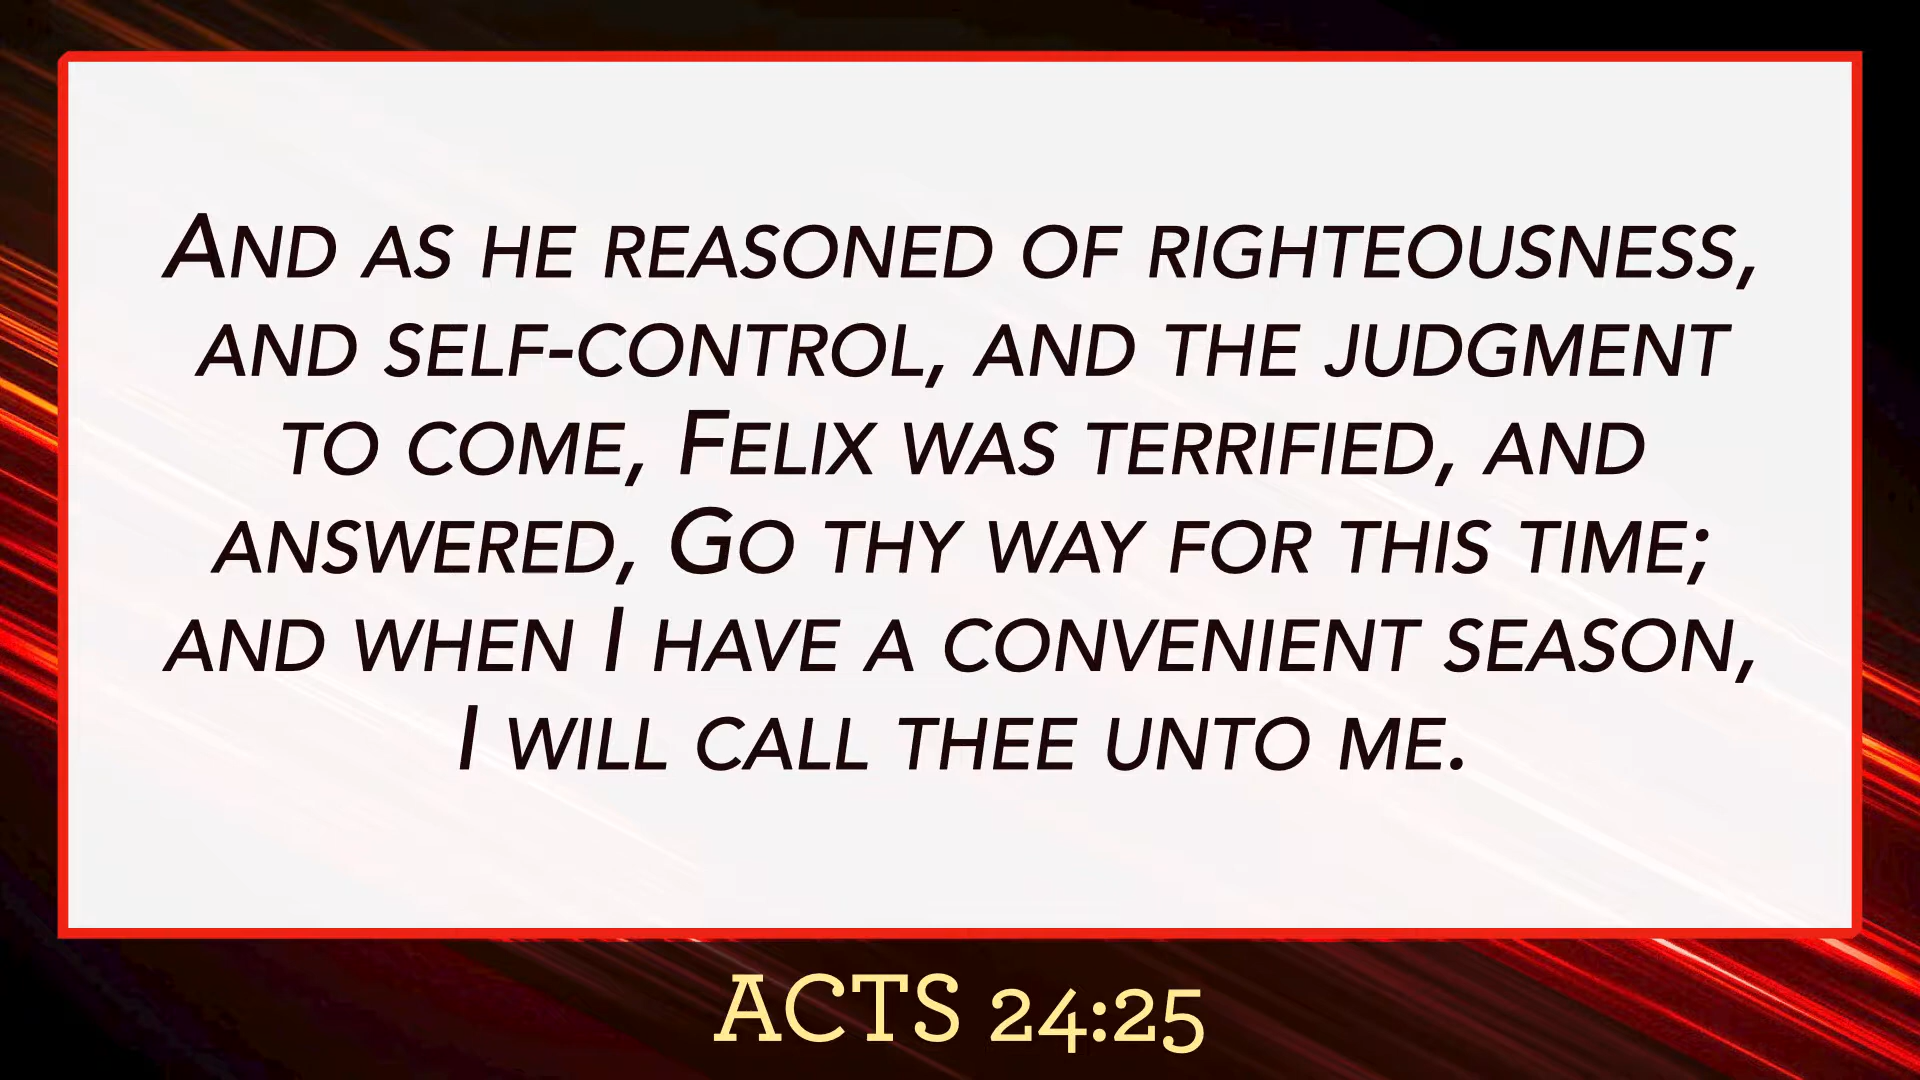 And as he reasoned of righteousness,
and self-control, and the judgment
to come, Felix was terrified, and
answered, Go thy way for this time;
and when I have a convenient season,
I will call thee unto me.
ACTS 24:25